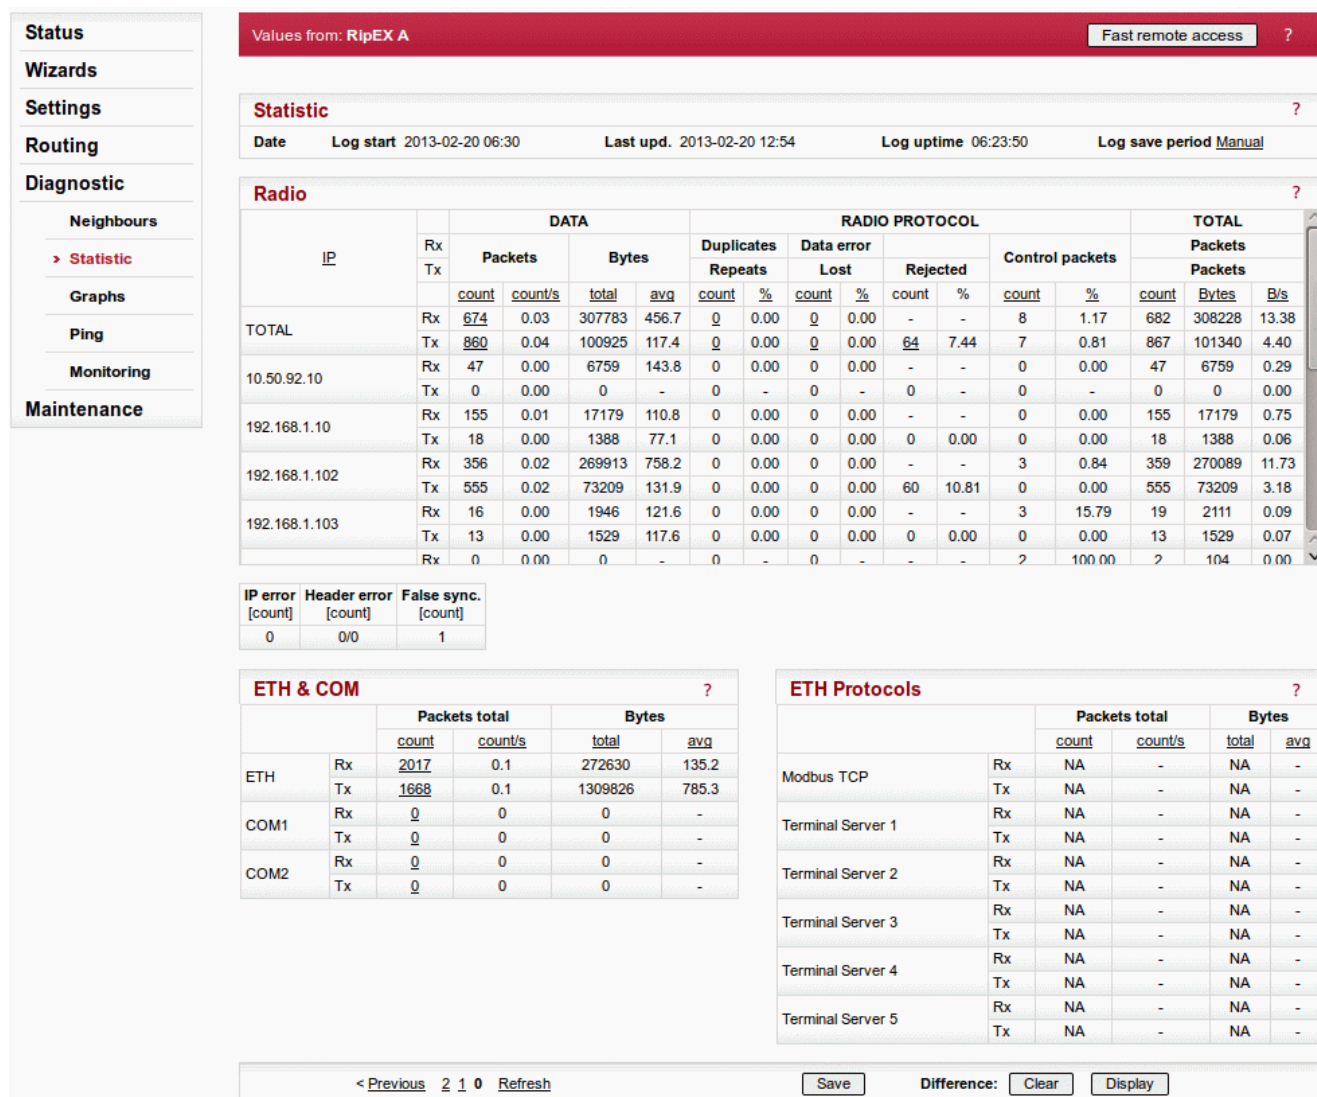 Status
Wizards
Settings
Routing
Diagnostic
Neighbours
> Statistic
Graphs
Ping
Monitoring
Maintenance
Values from: RipEX A Fast remote access ?
Statistic ?
Date Log start 2013-02-20 06:30 Last upd. 2013-02-20 12:54 Log uptime 06:23:50 Log save period Manual
Radio ?
DATA RADIO PROTOCOL TOTAL
IP Rx Packets Bytes Duplicates Data error Control packets Packets
Tx Repeats Lost Rejected Packets
count count/s total avg count % count % count % count % count Bytes B/s
TOTAL Rx 674 0.03 307783 456.7 0 0.00 0 0.00 - - 8 1.17 682 308228 13.38
Tx 860 0.04 100925 117.4 0 0.00 0 0.00 64 7.44 7 0.81 867 101340 4.40
10.50.92.10 Rx 47 0.00 6759 143.8 0 0.00 0 0.00 - - 0 0.00 47 6759 0.29
Tx 0 0.00 0 - 0 - 0 - 0 - 0 - 0 0 0.00
192.168.1.10 Rx 155 0.01 17179 110.8 0 0.00 0 0.00 - - 0 0.00 155 17179 0.75
Tx 18 0.00 1388 77.1 0 0.00 0 0.00 0 0.00 0 0.00 18 1388 0.06
192.168.1.102 Rx 356 0.02 269913 758.2 0 0.00 0 0.00 - - 3 0.84 359 270089 11.73
Tx 555 0.02 73209 131.9 0 0.00 0 0.00 60 10.81 0 0.00 555 73209 3.18
192.168.1.103 Rx 16 0.00 1946 121.6 0 0.00 0 0.00 - - 3 15.79 19 2111 0.09
Tx 13 0.00 1529 117.6 0 0.00 0 0.00 0 0.00 0 0.00 13 1529 0.07
Rx 0 0.00 0 - 0 - 0 - - - 2 100.00 2 104 0.00
IP error Header error False sync.
[count] [count] [count]
0 0/0 1
ETH & COM ?
Packets total Bytes
count count/s total avg
ETH Rx 2017 0.1 272630 135.2
Tx 1668 0.1 1309826 785.3
COM1 Rx 0 0 0 -
Tx 0 0 0 -
COM2 Rx 0 0 0 -
Tx 0 0 0 -
ETH Protocols ?
Packets total Bytes
count count/s total avg
Modbus TCP Rx NA - NA -
Tx NA - NA -
Terminal Server 1 Rx NA - NA -
Tx NA - NA -
Terminal Server 2 Rx NA - NA -
Tx NA - NA -
Terminal Server 3 Rx NA - NA -
Tx NA - NA -
Terminal Server 4 Rx NA - NA -
Tx NA - NA -
Terminal Server 5 Rx NA - NA -
Tx NA - NA -
< Previous 2 1 0 Refresh Save Difference: Clear Display